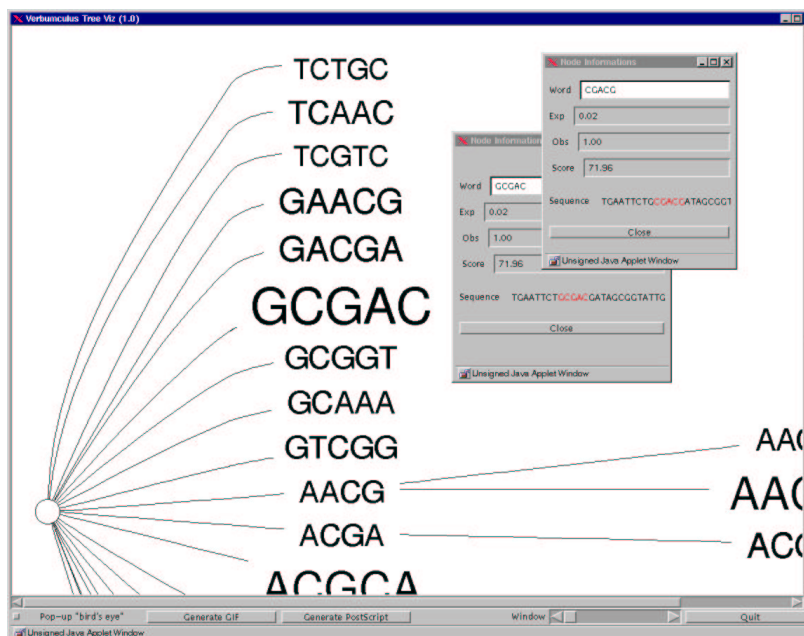 Verbumculus Tree Viz (1.0)
TCTGC
TCAAC
TCGTC
GAACG
GACGA
GCGAC
GCGGT
GCAAA
GTCGG
AACG
ACGA
ACGCA
AAC
AAC
ACG
Node Informations
Word CGACG
Exp 0.02
Obs 1.00
Score 71.96
Sequence TGAATTCTGCGACGATAGCGGT
Close
Unsigned Java Applet Window
Node Information
Word GCGAC
Exp 0.02
Obs 1.00
Score 71.96
Sequence TGAATTCTGCGACGATAGCGGTATTG
Close
Unsigned Java Applet Window
Pop-up "bird's eye" Generate GIF Generate PostScript Window Quit
Unsigned Java Applet Window